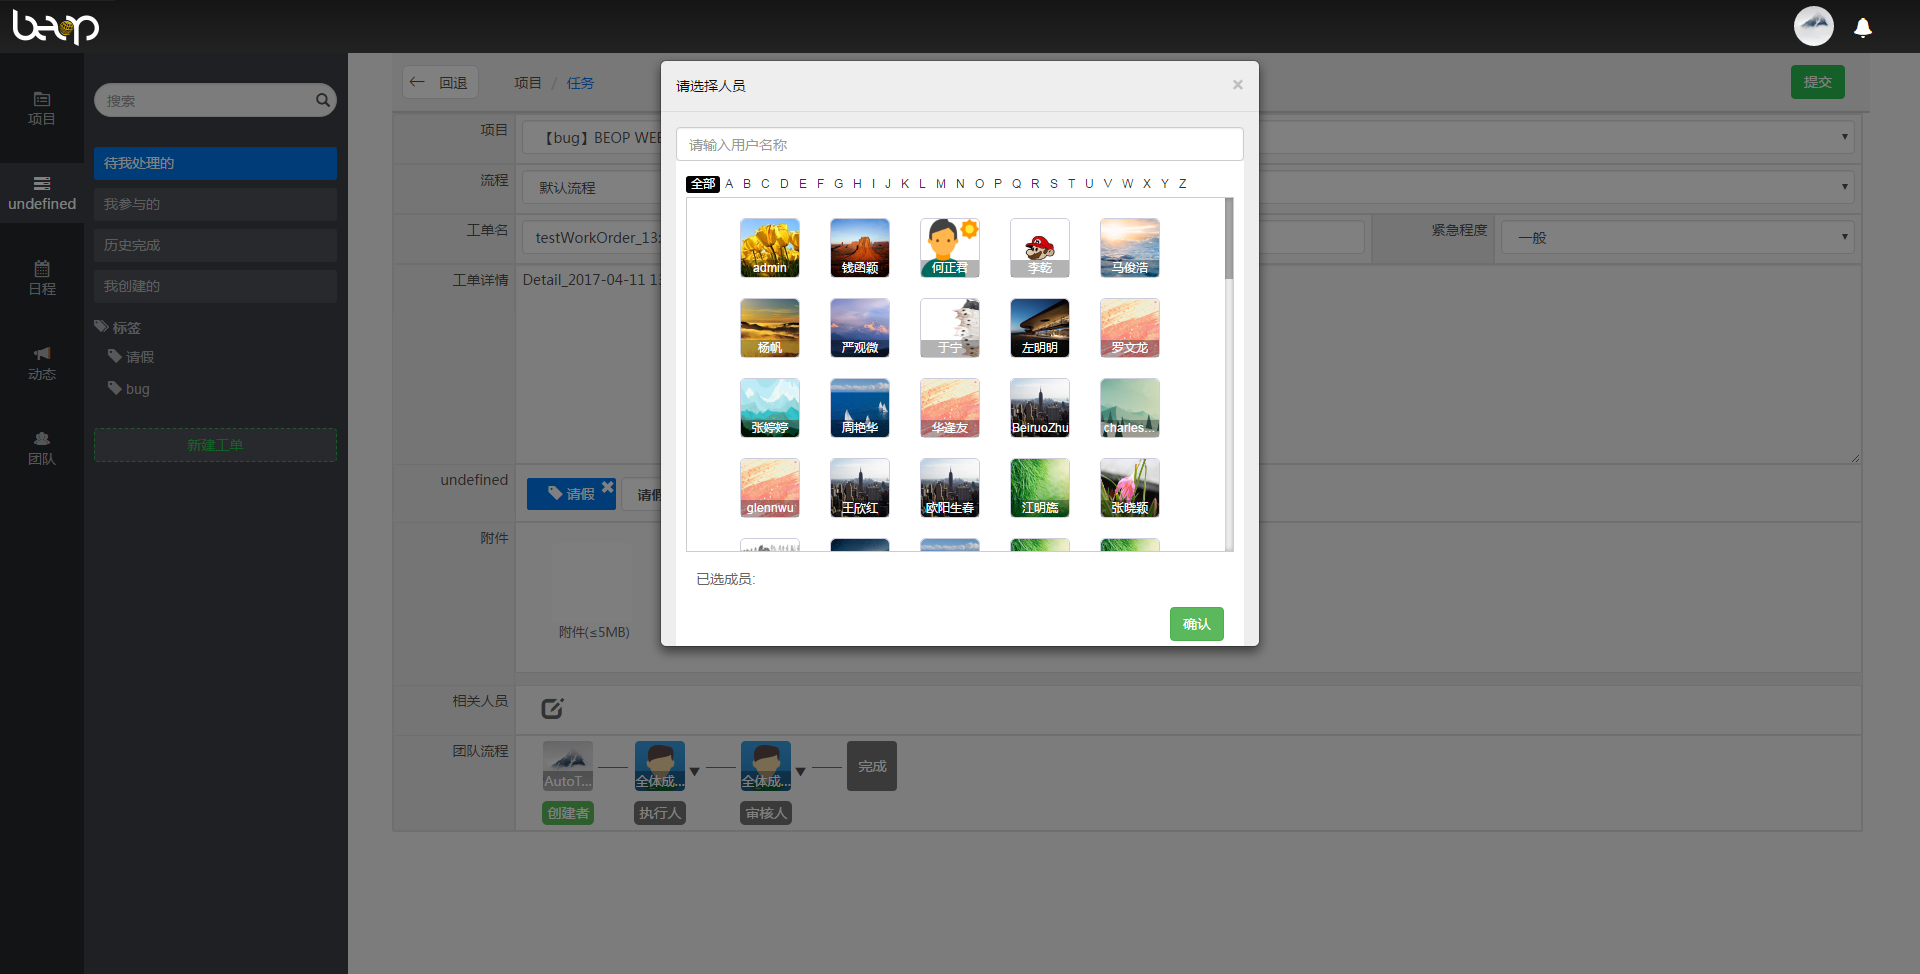 beop
项目
undefined
日程
动态
团队
搜索
待我处理的
我参与的
历史完成
我创建的
标签
请假
bug
新建工单
回退
项目 / 任务
提交
项目
【bug】BEOP WEE
流程
默认流程
工单名
testWorkOrder_13:
紧急程度
一般
工单详情
Detail_2017-04-11 1
undefined
请假
请假
附件
附件(≤5MB)
相关人员
团队流程
AutoT...
全体成...
全体成...
完成
创建者
执行人
审核人
请选择人员
×
请输入用户名称
全部 A B C D E F G H I J K L M N O P Q R S T U V W X Y Z
admin 钱函颖 何正君 李乾 马俊浩
杨帆 严观微 于宁 左明明 罗文龙
张婷婷 周艳华 华逢友 BeiruoZhu charles...
glennwu 王欣红 欧阳生春 江明旌 张晓颖
已选成员:
确认